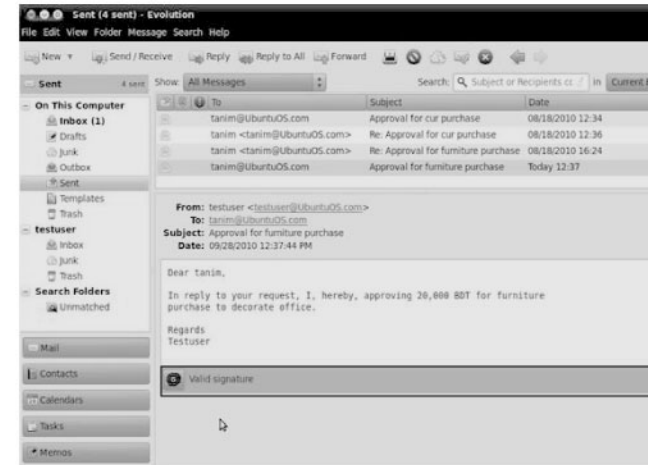 Sent (4 sent) - Evolution
File Edit View Folder Message Search Help
New Send / Receive Reply Reply to All Forward
Sent 4 sent Show: All Messages Search: Subject or Recipients in Current
To Subject Date
On This Computer
Inbox (1)
Drafts
Junk
Outbox
Sent
Templates
Trash
testuser
Inbox
Junk
Trash
Search Folders
Unmatched
Mail
Contacts
Calendars
Tasks
Memos
tanim@UbuntuOS.com Approval for cur purchase 08/18/2010 12:34
tanim <tanim@UbuntuOS.com> Re: Approval for cur purchase 08/18/2010 12:36
tanim <tanim@UbuntuOS.com> Re: Approval for furniture purchase 08/18/2010 16:24
tanim@UbuntuOS.com Approval for furniture purchase Today 12:37
From: testuser <testuser@UbuntuOS.com>
To: tanim@UbuntuOS.com
Subject: Approval for furniture purchase
Date: 09/28/2010 12:37:44 PM
Dear tanim,
In reply to your request, I, hereby, approving 20,000 BDT for furniture
purchase to decorate office.
Regards
Testuser
Valid signature